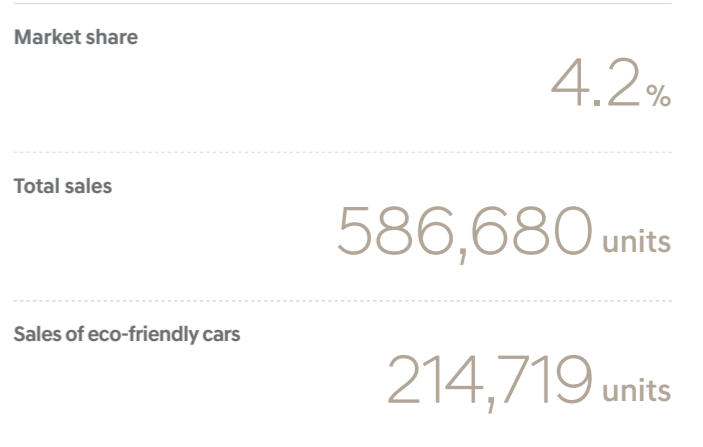 Market share
4.2%
Total sales
586,680 units
Sales of eco-friendly cars
214,719 units